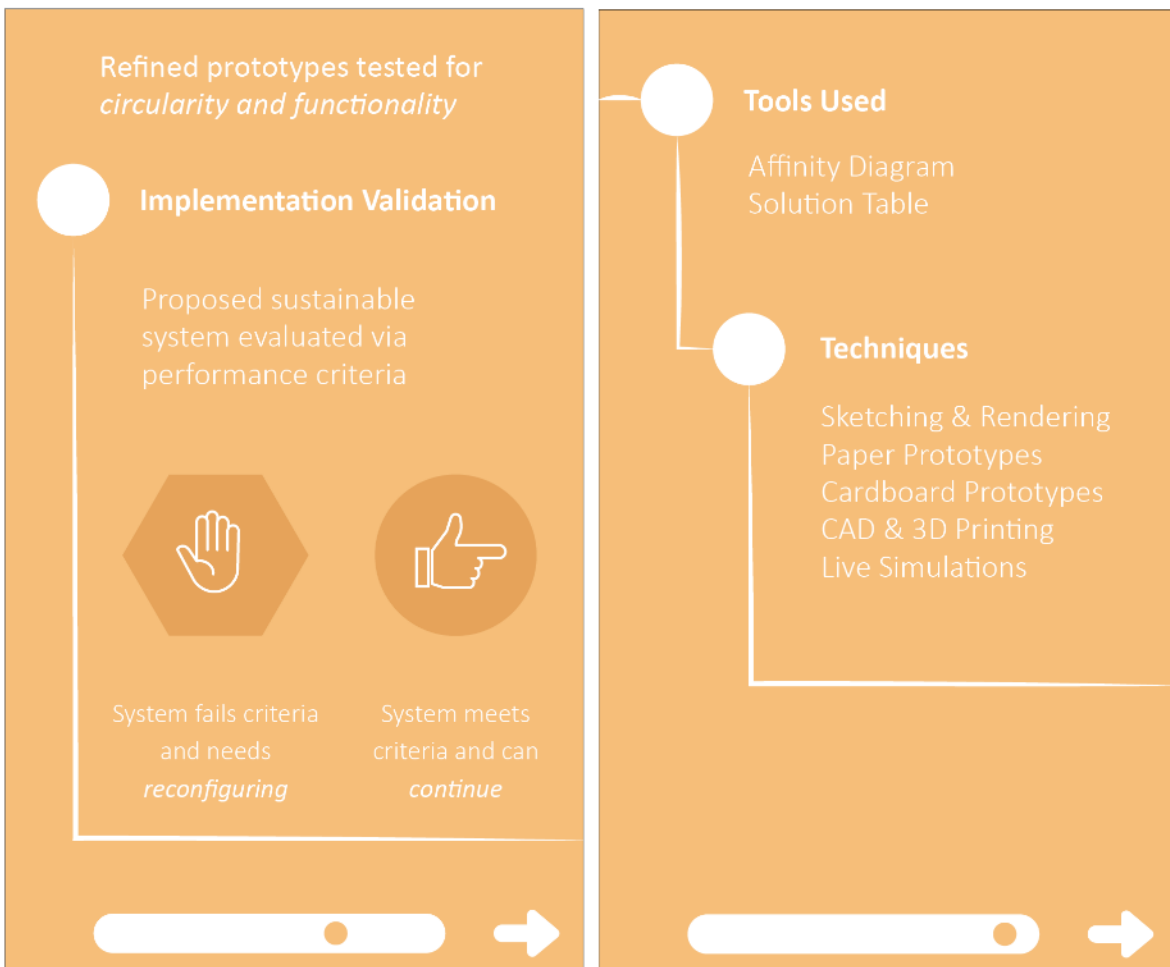 Refined prototypes tested for
circularity and functionality
Implementation Validation
Proposed sustainable
system evaluated via
performance criteria
System fails criteria
and needs
reconfiguring
System meets
criteria and can
continue
Tools Used
Affinity Diagram
Solution Table
Techniques
Sketching & Rendering
Paper Prototypes
Cardboard Prototypes
CAD & 3D Printing
Live Simulations